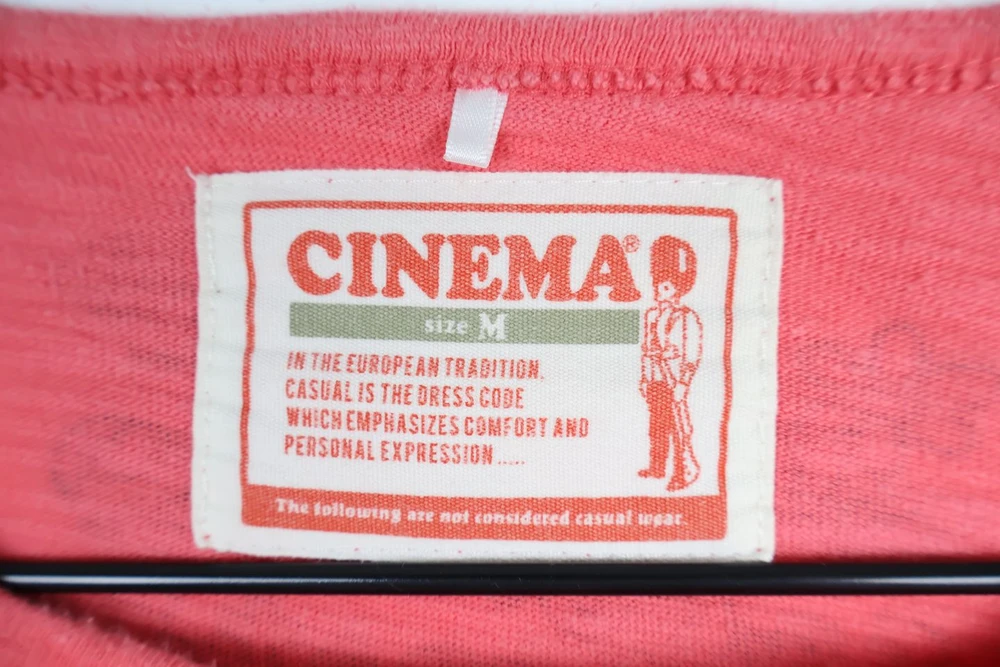 CINEMA®
size M
IN THE EUROPEAN TRADITION.
CASUAL IS THE DRESS CODE
WHICH EMPHASIZES COMFORT AND
PERSONAL EXPRESSION .....
The following are not considered casual wear.